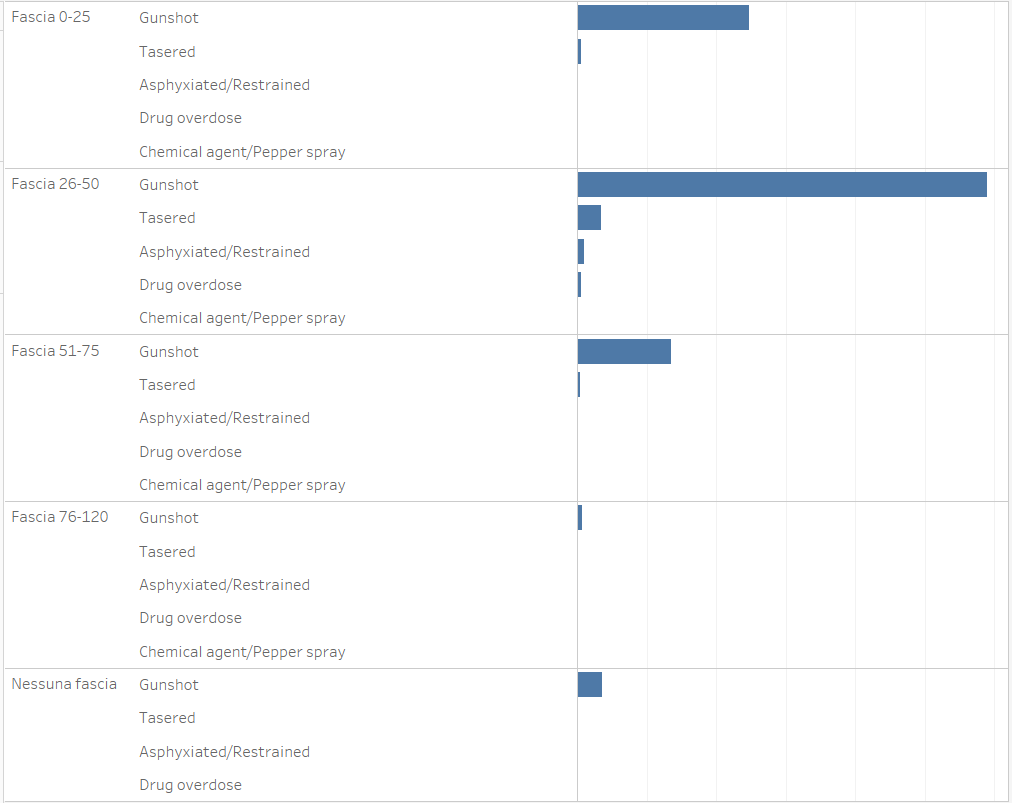 Fascia 0-25 Gunshot
Tasered
Asphyxiated/Restrained
Drug overdose
Chemical agent/Pepper spray
Fascia 26-50 Gunshot
Tasered
Asphyxiated/Restrained
Drug overdose
Chemical agent/Pepper spray
Fascia 51-75 Gunshot
Tasered
Asphyxiated/Restrained
Drug overdose
Chemical agent/Pepper spray
Fascia 76-120 Gunshot
Tasered
Asphyxiated/Restrained
Drug overdose
Chemical agent/Pepper spray
Nessuna fascia Gunshot
Tasered
Asphyxiated/Restrained
Drug overdose